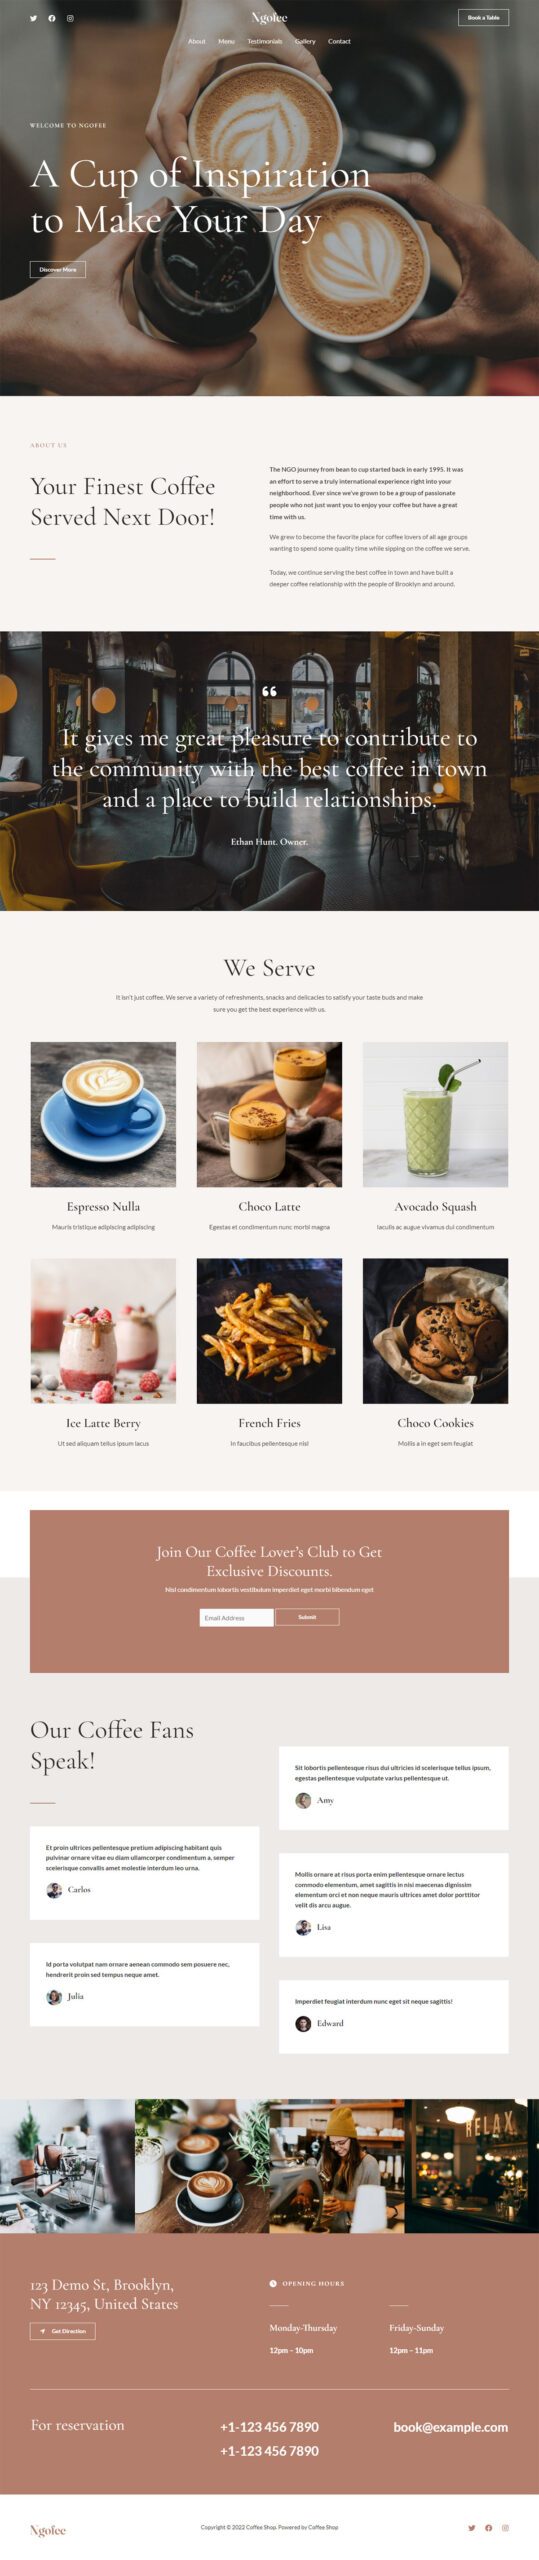 Ngofee
Book a Table
About Menu Testimonials Gallery Contact
WELCOME TO NGOFEE
A Cup of Inspiration
to Make Your Day
Discover More
ABOUT US
Your Finest Coffee
Served Next Door!
The NGO journey from bean to cup started back in early 1995. It was
an effort to serve a truly international experience right into your
neighborhood. Ever since we've grown to be a group of passionate
people who not just want you to enjoy your coffee but have a great
time with us.
We grew to become the favorite place for coffee lovers of all age groups
wanting to spend some quality time while sipping on the coffee we serve.
Today, we continue serving the best coffee in town and have built a
deeper coffee relationship with the people of Brooklyn and around.
“
It gives me great pleasure to contribute to
the community with the best coffee in town
and a place to build relationships.
Ethan Hunt. Owner.
We Serve
It isn't just coffee. We serve a variety of refreshments, snacks and delicacies to satisfy your taste buds and make
sure you get the best experience with us.
Espresso Nulla
Mauris tristique adipiscing adipiscing
Choco Latte
Egestas et condimentum nunc morbi magna
Avocado Squash
Iaculis ac augue vivamus dui condimentum
Ice Latte Berry
Ut sed aliquam tellus ipsum lacus
French Fries
In faucibus pellentesque nisl
Choco Cookies
Mollis a in eget sem feugiat
Join Our Coffee Lover's Club to Get
Exclusive Discounts.
Nisl condimentum lobortis vestibulum imperdiet eget morbi bibendum eget
Email Address
Submit
Our Coffee Fans
Speak!
Et proin ultrices pellentesque pretium adipiscing habitant quis
pulvinar ornare vitae eu diam ullamcorper condimentum a, semper
scelerisque convallis amet molestie interdum leo urna.
Carlos
Id porta volutpat nam ornare aenean commodo sem posuere nec,
hendrerit proin sed tempus neque amet.
Julia
Sit lobortis pellentesque risus dui ultricies id scelerisque tellus ipsum,
egestas pellentesque vulputate varius pellentesque ut.
Amy
Mollis ornare at risus porta enim pellentesque ornare lectus
commodo elementum, amet sagittis in nisi maecenas dignissim
elementum orci et non neque mauris ultrices amet dolor porttitor
velit dis arcu augue.
Lisa
Imperdiet feugiat interdum nunc eget sit neque sagittis!
Edward
RELAX
123 Demo St, Brooklyn,
NY 12345, United States
Get Direction
OPENING HOURS
Monday-Thursday
12pm – 10pm
Friday-Sunday
12pm – 11pm
For reservation
+1-123 456 7890
+1-123 456 7890
book@example.com
Ngofee
Copyright © 2022 Coffee Shop. Powered by Coffee Shop